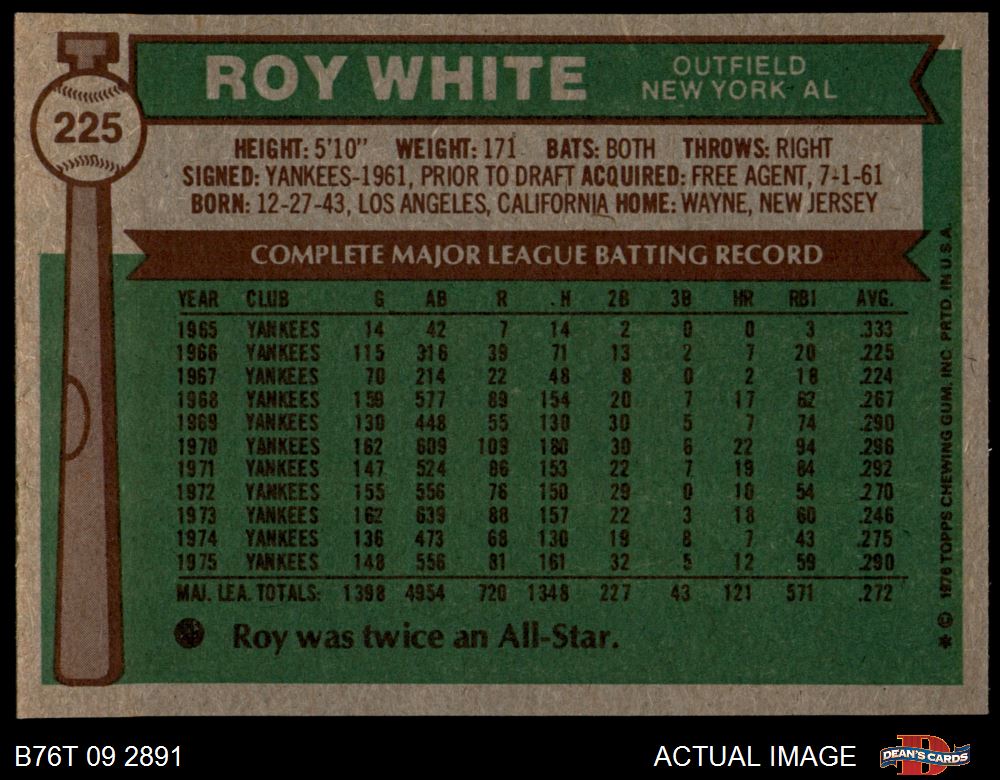 ROY WHITE
OUTFIELD
NEW YORK AL
225
HEIGHT: 5'10" WEIGHT: 171 BATS: BOTH THROWS: RIGHT
SIGNED: YANKEES-1961, PRIOR TO DRAFT ACQUIRED: FREE AGENT, 7-1-61
BORN: 12-27-43, LOS ANGELES, CALIFORNIA HOME: WAYNE, NEW JERSEY
COMPLETE MAJOR LEAGUE BATTING RECORD
YEAR CLUB G AB R H 2B 3B HR RBI AVG.
1965 YANKEES 14 42 7 14 2 0 0 3 .333
1966 YANKEES 115 316 39 71 13 2 7 20 .225
1967 YANKEES 70 214 22 48 8 0 2 18 .224
1968 YANKEES 159 577 89 154 20 7 17 62 .267
1969 YANKEES 130 448 55 130 30 5 7 74 .290
1970 YANKEES 162 609 109 180 30 6 22 94 .296
1971 YANKEES 147 524 86 153 22 7 19 84 .292
1972 YANKEES 155 556 76 150 29 0 10 54 .270
1973 YANKEES 162 639 88 157 22 3 18 60 .246
1974 YANKEES 136 473 68 130 19 8 7 43 .275
1975 YANKEES 148 556 81 161 32 5 12 59 .290
MAJ. LEA. TOTALS: 1398 4954 720 1348 227 43 121 571 .272
Roy was twice an All-Star.
* © 1976 TOPPS CHEWING GUM, INC. PRTD. IN U.S.A.
B76T 09 2891
ACTUAL IMAGE
D
DEAN'S CARDS